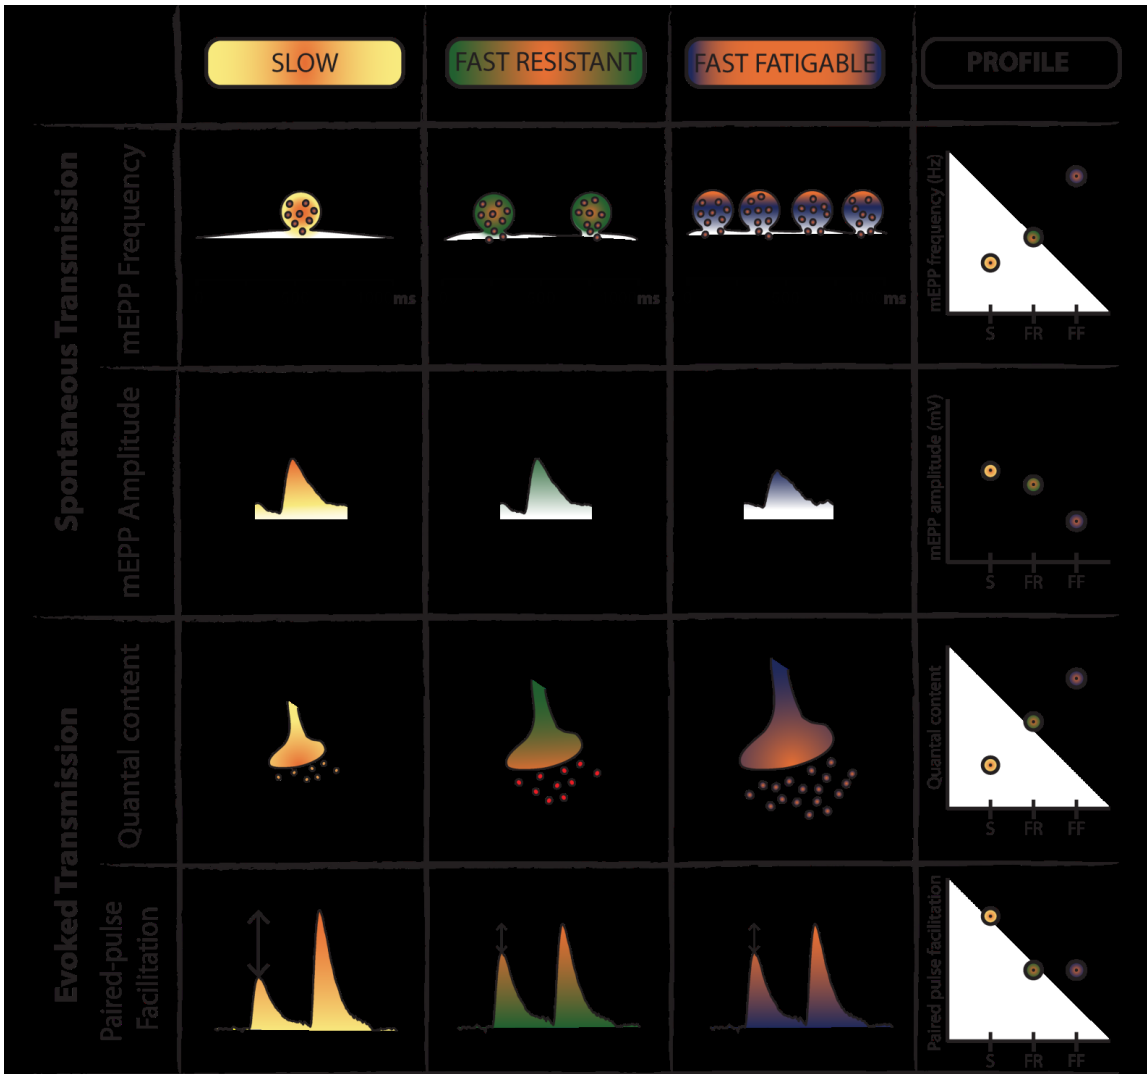 SLOW
FAST RESISTANT
FAST FATIGABLE
PROFILE
Spontaneous Transmission
mEPP Frequency
ms
ms
ms
mEPP frequency (Hz)
S
FR
FF
mEPP Amplitude
mEPP amplitude (mV)
S
FR
FF
Evoked Transmission
Quantal content
Quantal content
S
FR
FF
Paired-pulse
Facilitation
Paired pulse facilitation
S
FR
FF